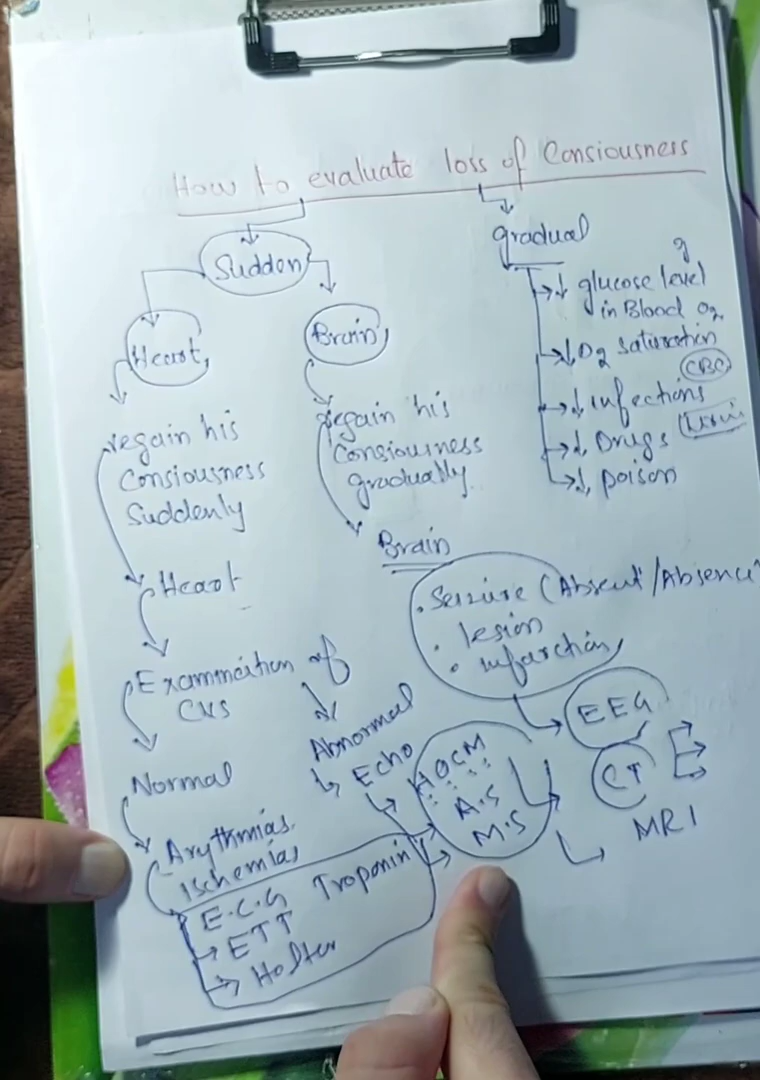 How to evaluate loss of Consiousness
Sudden
Heart,
regain his
Consiousness
Suddenly
Heart
Examination of
CVS
Normal
Arythmias
Ischemias
E.C.G Troponin
ETT
Holter
Abnormal
Echo
HOCM
A.S
M.S
Brain,
regain his
Consiousness
gradually
Brain
• Seizure (Absent/Absence
• lesion
• infarction,
EEG
CT
MRI
gradual
g
↓ glucose level
in Blood O2
↓ O2 saturation
CBC
↓ infections
↓ Drugs
↓ poison